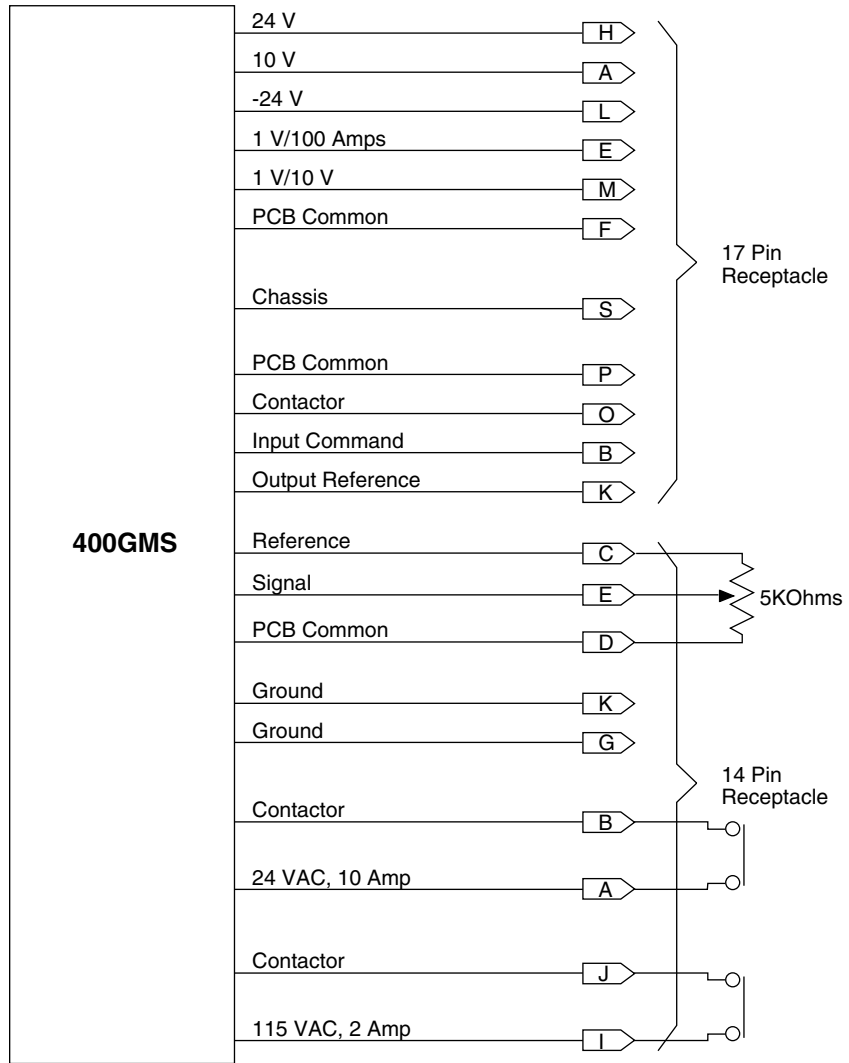 24 V
H
10 V
A
-24 V
L
1 V/100 Amps
E
1 V/10 V
M
PCB Common
F
17 Pin
Receptacle
Chassis
S
PCB Common
P
Contactor
O
Input Command
B
Output Reference
K
400GMS
Reference
C
Signal
E
5KOhms
PCB Common
D
Ground
K
Ground
G
14 Pin
Receptacle
Contactor
B
24 VAC, 10 Amp
A
Contactor
J
115 VAC, 2 Amp
I